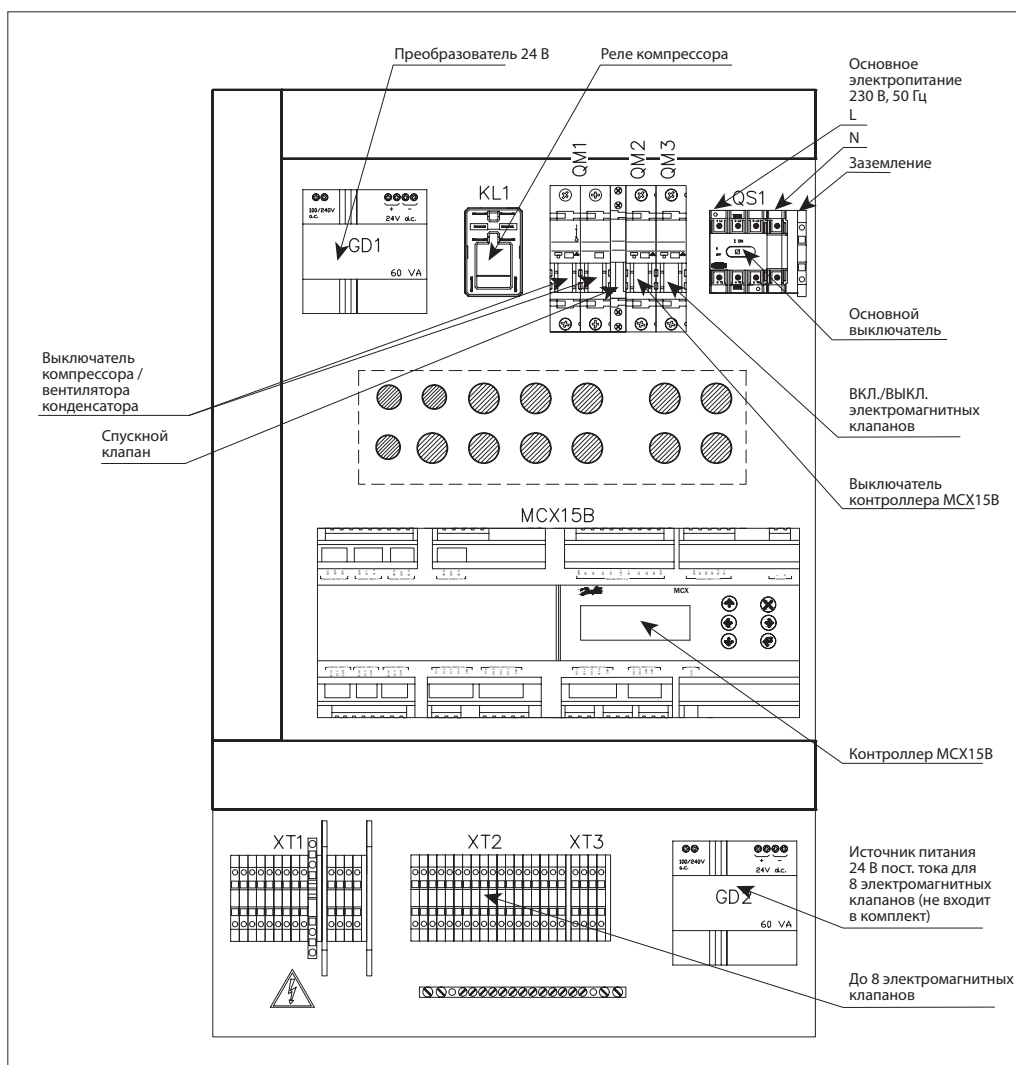 Преобразователь 24 В
Реле компрессора
Основное
электропитание
230 В, 50 Гц
L
N
Заземление
QM1
QM2
QM3
KL1
QS1
100/240V
a.c.
+ -
24V d.c.
GD1
60 VA
Основной
выключатель
Выключатель
компрессора /
вентилятора
конденсатора
Спускной
клапан
ВКЛ./ВЫКЛ.
электромагнитных
клапанов
Выключатель
контроллера MCX15B
MCX15B
MCX
Контроллер MCX15B
XT1
XT2
XT3
100/240V
a.c.
+ -
24V d.c.
GD2
60 VA
Источник питания
24 В пост. тока для
8 электромагнитных
клапанов (не входит
в комплект)
До 8 электромагнитных
клапанов